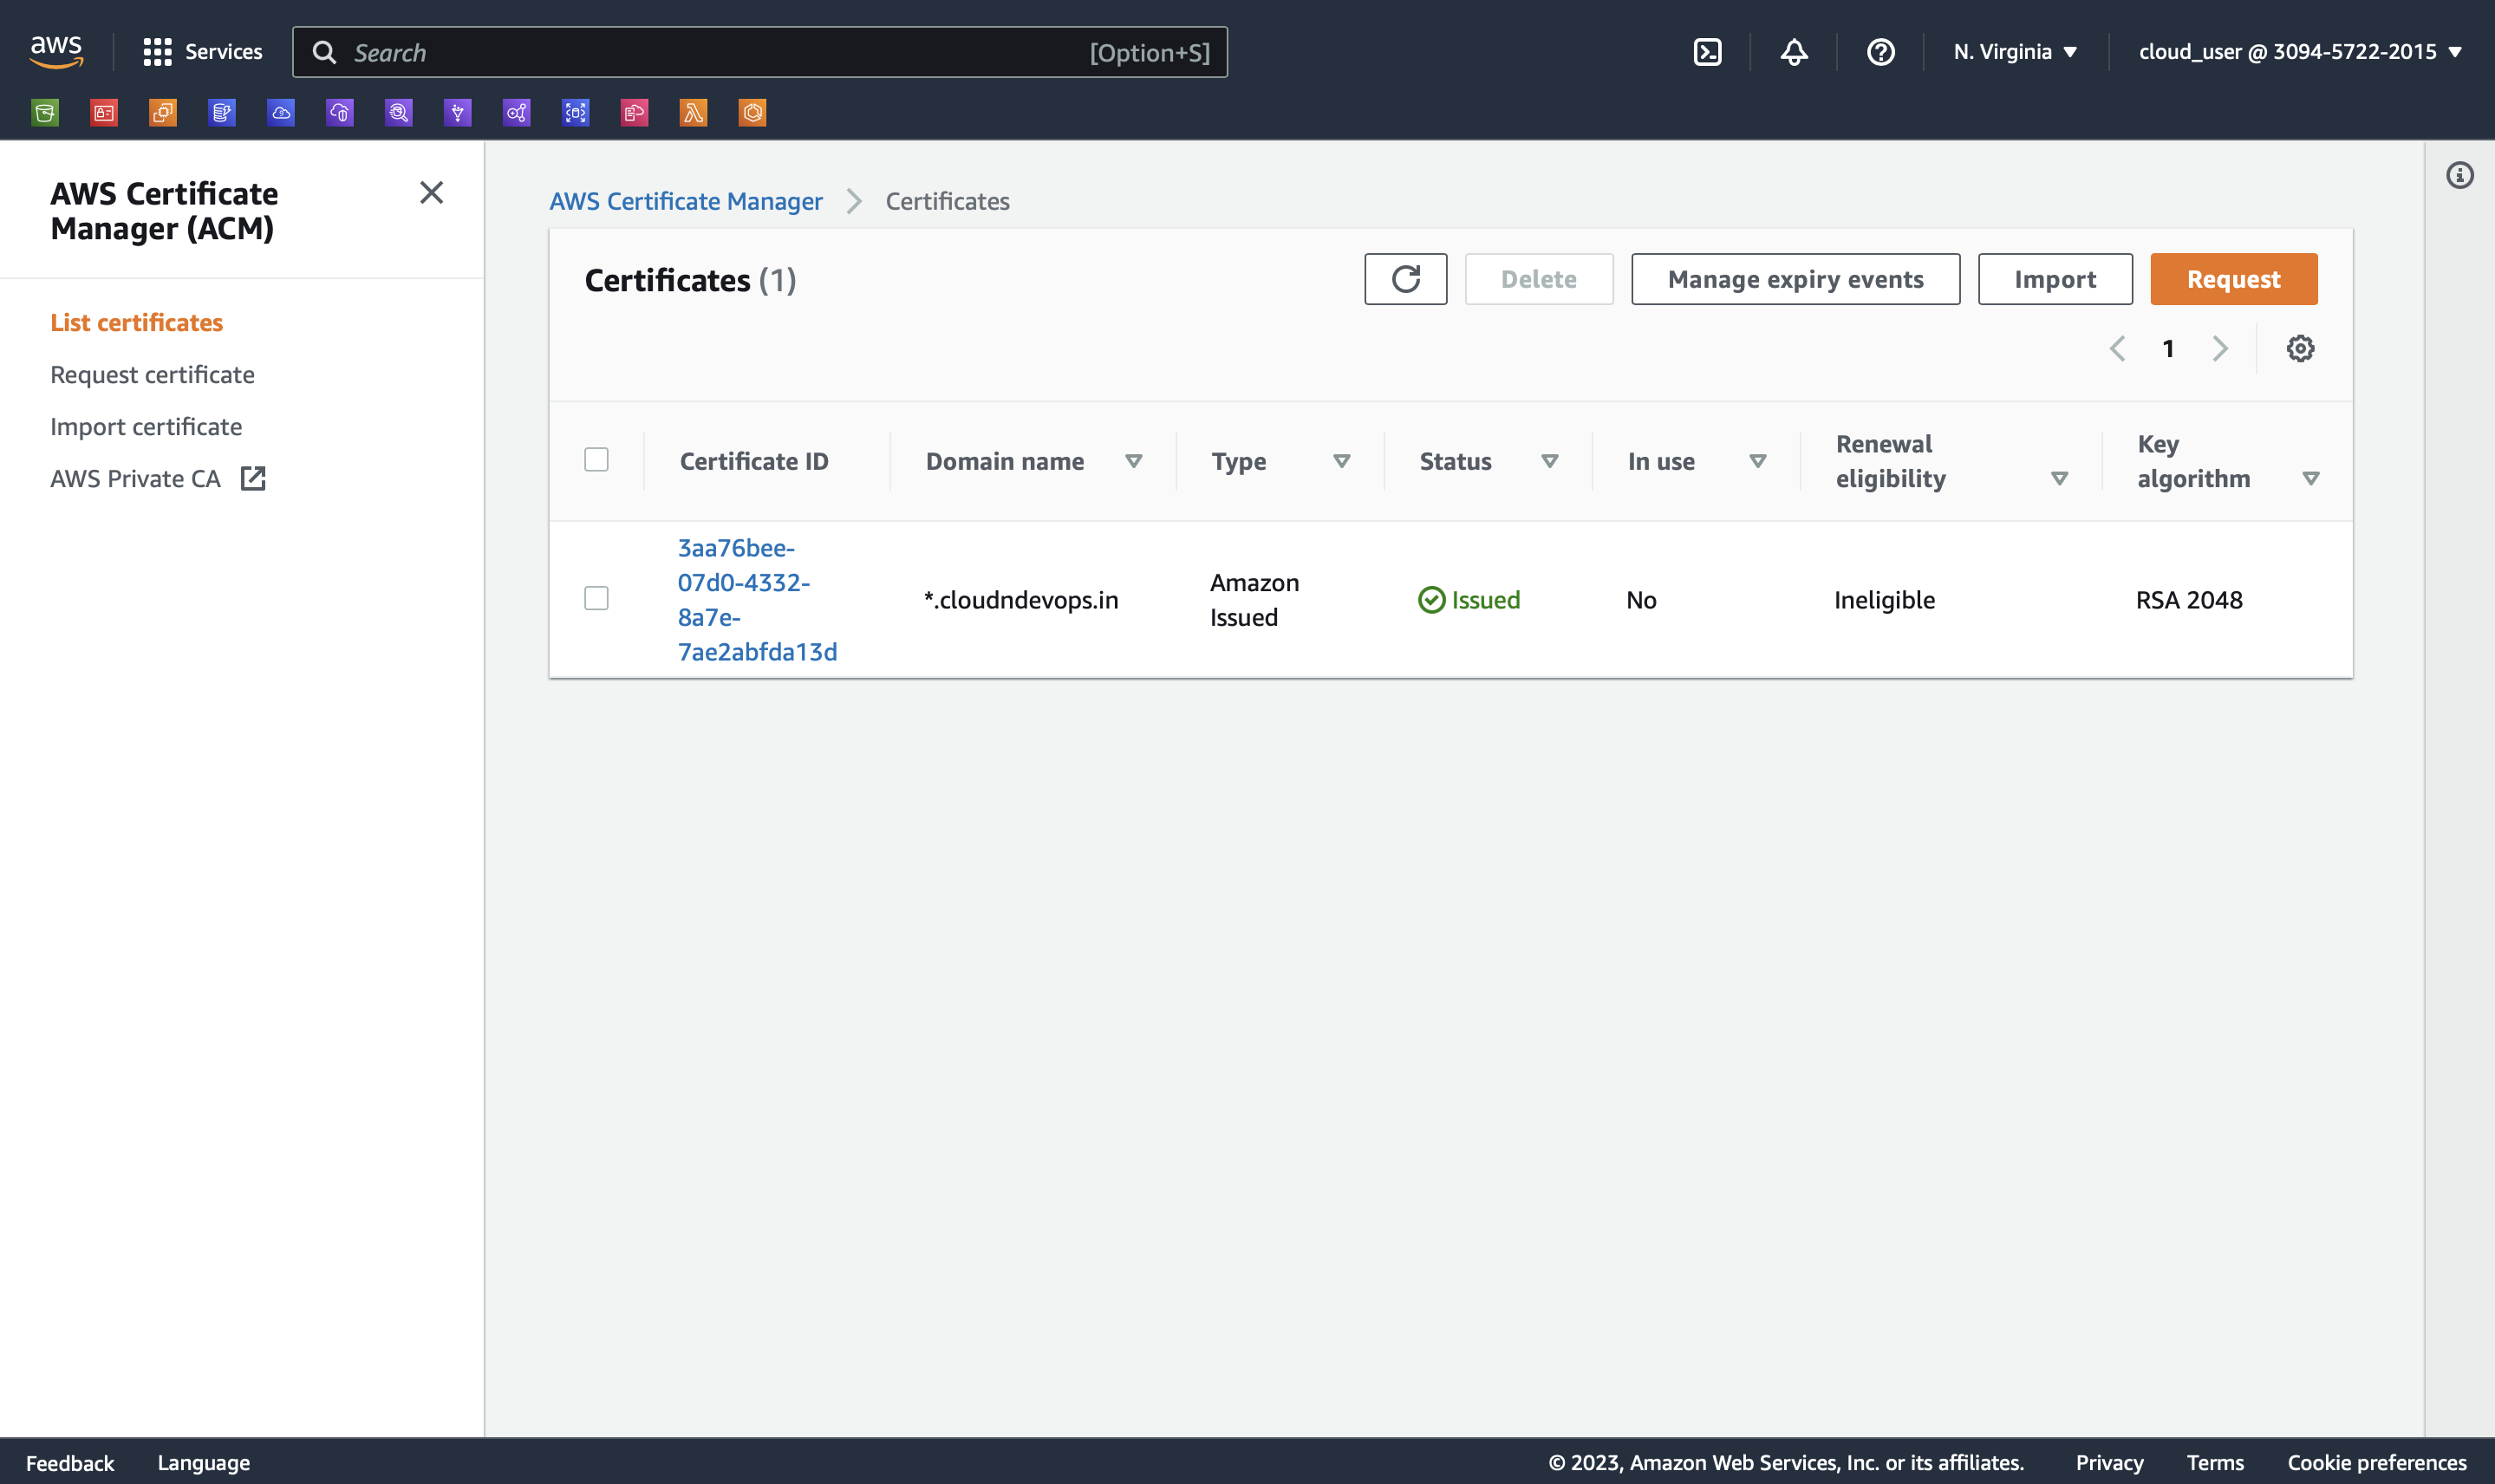 aws
Services
Search
[Option+S]
N. Virginia
cloud_user @ 3094-5722-2015
AWS Certificate
Manager (ACM)
List certificates
Request certificate
Import certificate
AWS Private CA
AWS Certificate Manager
Certificates
Certificates (1)
Delete
Manage expiry events
Import
Request
1
Certificate ID
Domain name
Type
Status
In use
Renewal
eligibility
Key
algorithm
3aa76bee-
07d0-4332-
8a7e-
7ae2abfda13d
*.cloudndevops.in
Amazon
Issued
Issued
No
Ineligible
RSA 2048
Feedback
Language
© 2023, Amazon Web Services, Inc. or its affiliates.
Privacy
Terms
Cookie preferences